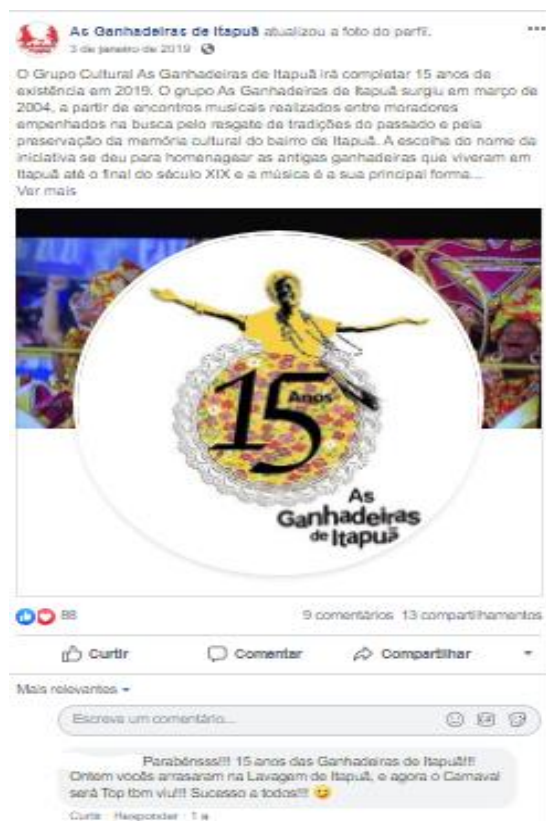 As Ganhadeiras de Itapuã atualizou a foto do perfil.
3 de janeiro de 2019
O Grupo Cultural As Ganhadeiras de Itapuã irá completar 15 anos de
existência em 2019. O grupo As Ganhadeiras de Itapuã surgiu em março de
2004, a partir de encontros musicais realizados entre moradores
empenhados na busca pelo resgate de tradições do passado e pela
preservação da memória cultural do bairro de Itapuã. A escolha do nome da
iniciativa se deu para homenagear as antigas ganhadeiras que viveram em
Itapuã até o final do século XIX e a música é a sua principal forma...
Ver mais
15
Anos
As
Ganhadeiras
de Itapuã
88 9 comentários 13 compartilhamentos
Curtir Comentar Compartilhar
Mais relevantes
Escreva um comentário...
Parabénsss!!! 15 anos das Ganhadeiras de Itapuã!!!
Ontem vocês arrasaram na Lavagem de Itapuã, e agora o Carnaval
será Top tbm viu!!! Sucesso a todos!!! 😉
Curtir · Responder · 1 a